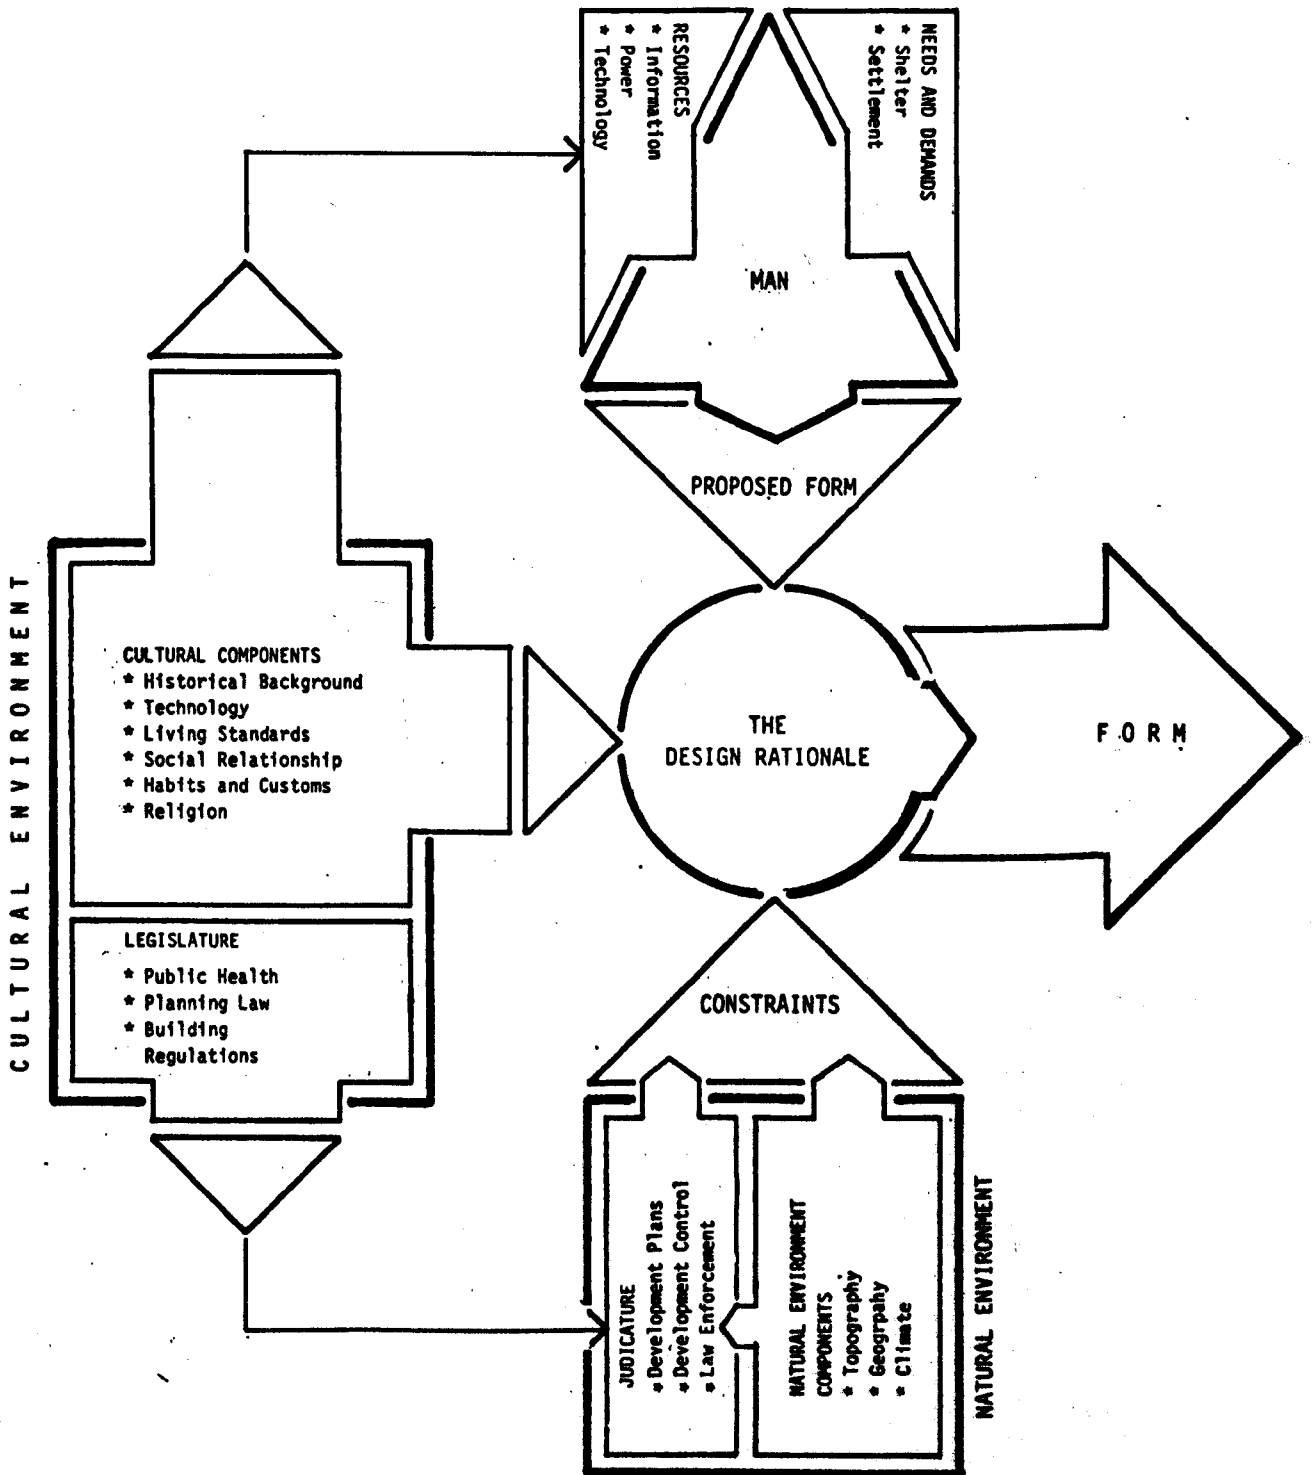 RESOURCES
* Information
* Power
* Technology
NEEDS AND DEMANDS
* Shelter
* Settlement
MAN
PROPOSED FORM
CULTURAL ENVIRONMENT
CULTURAL COMPONENTS
* Historical Background
* Technology
* Living Standards
* Social Relationship
* Habits and Customs
* Religion
THE
DESIGN RATIONALE
F O R M
LEGISLATURE
* Public Health
* Planning Law
* Building
Regulations
CONSTRAINTS
JUDICATURE
* Development Plans
* Development Control
* Law Enforcement
NATURAL ENVIRONMENT
COMPONENTS
* Topography
* Geogrpahy
* Climate
NATURAL ENVIRONMENT